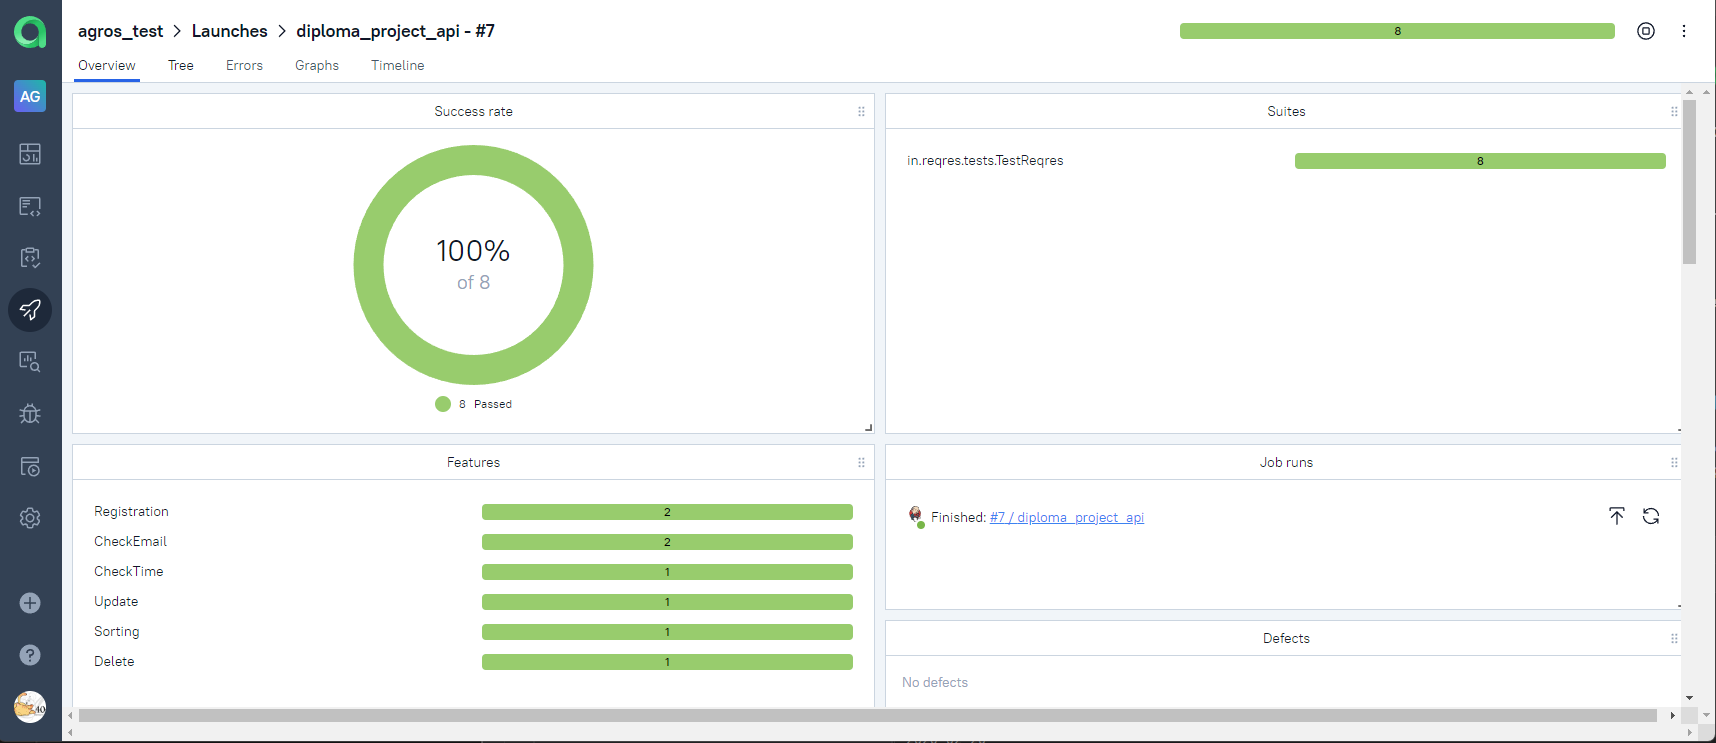 agros_test > Launches > diploma_project_api - #7
8
Overview Tree Errors Graphs Timeline
AG
Success rate
100%
of 8
8 Passed
Suites
in.reqres.tests.TestReqres 8
Features
Registration 2
CheckEmail 2
CheckTime 1
Update 1
Sorting 1
Delete 1
Job runs
Finished: #7 / diploma_project_api
Defects
No defects